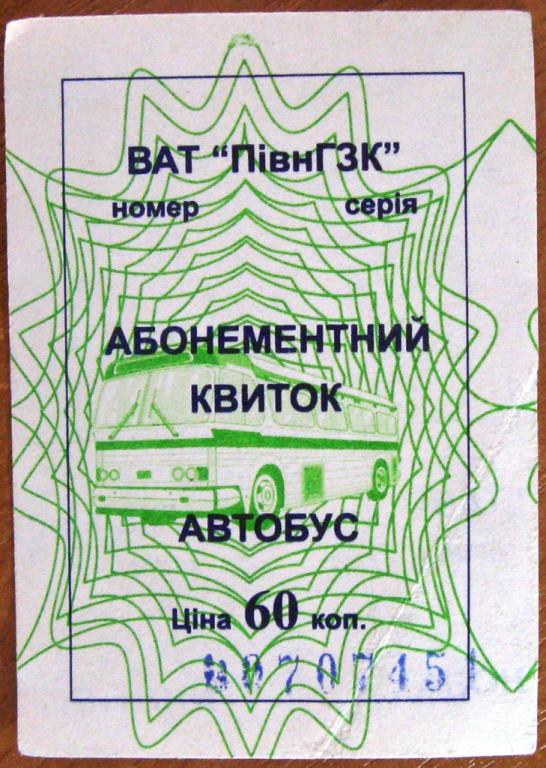 ВАТ "ПівнГЗК"
номер серія
АБОНЕМЕНТНИЙ
КВИТОК
АВТОБУС
Ціна 60 коп.